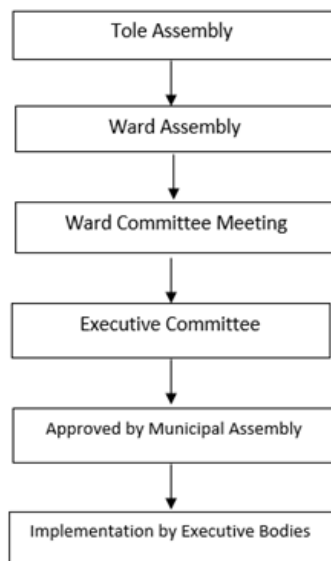 Tole Assembly
Ward Assembly
Ward Committee Meeting
Executive Committee
Approved by Municipal Assembly
Implementation by Executive Bodies